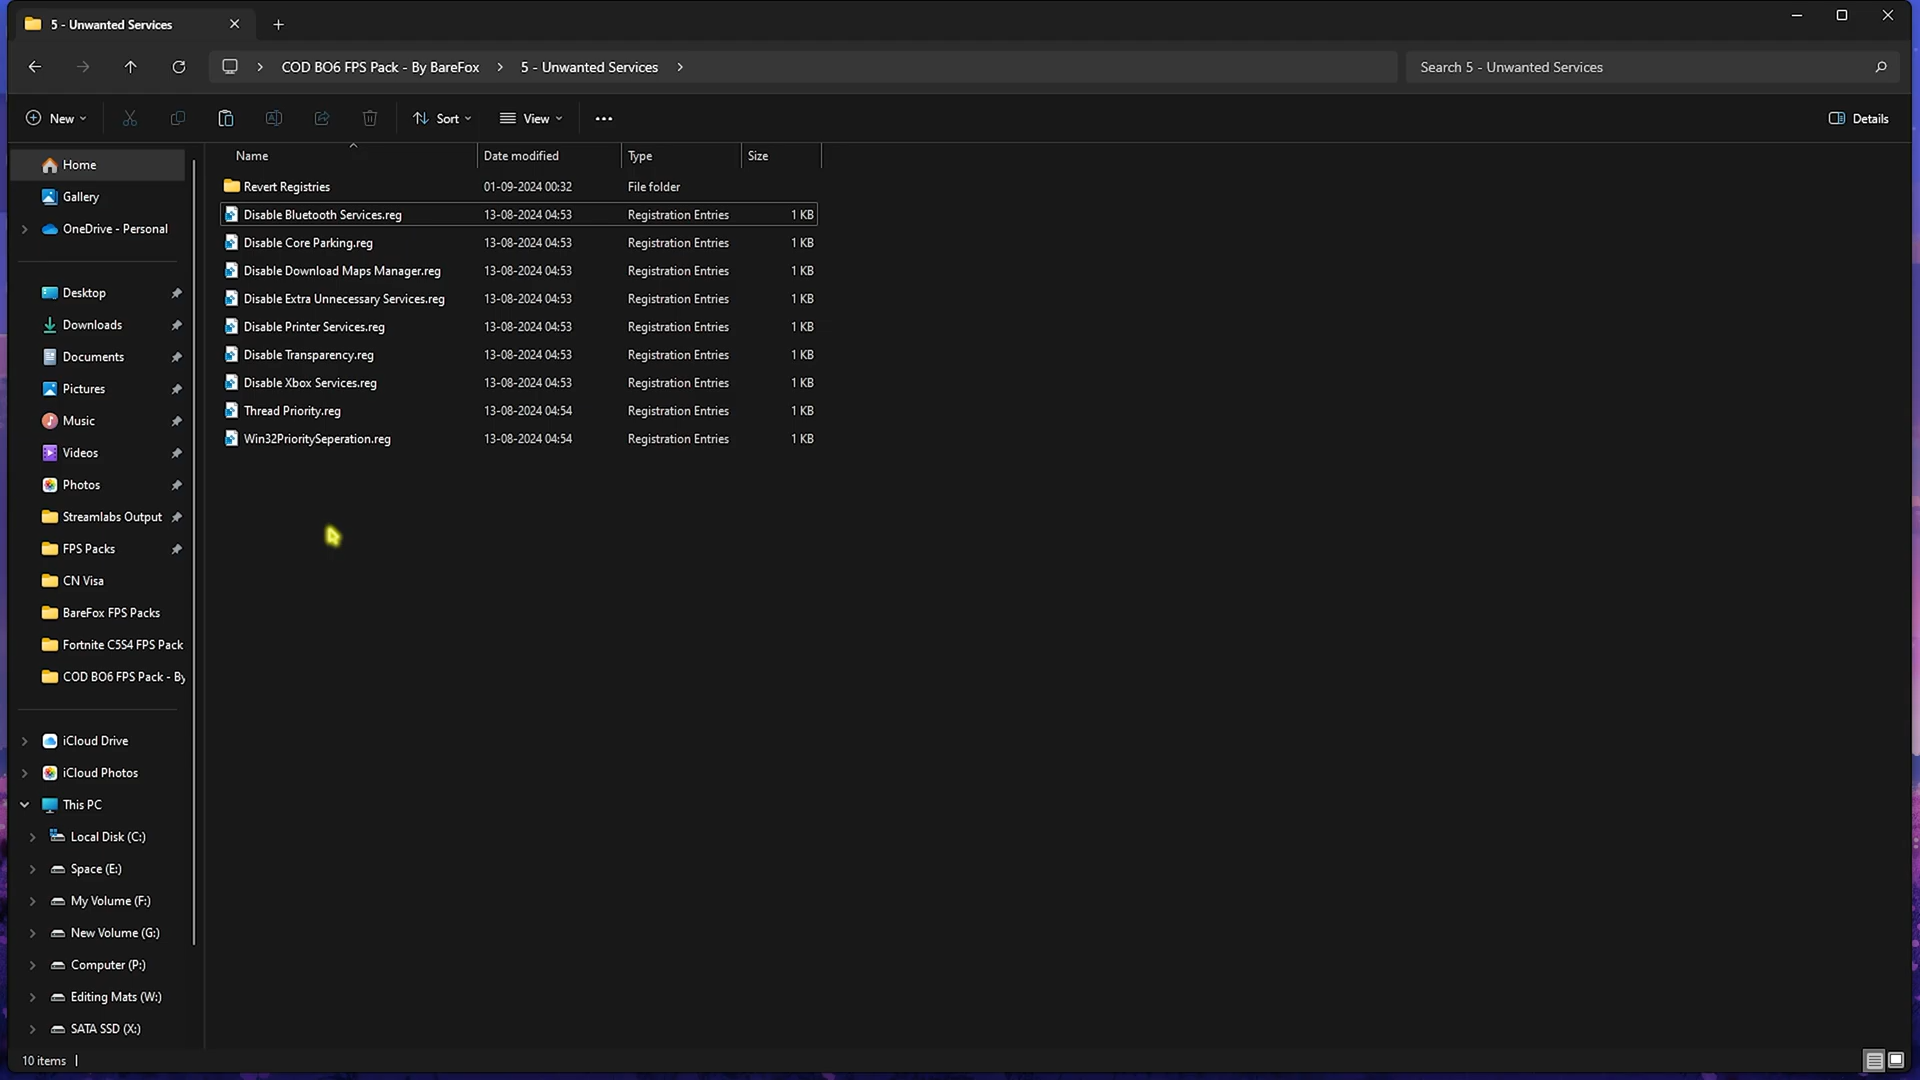 5 - Unwanted Services
COD BO6 FPS Pack - By BareFox
5 - Unwanted Services
Search 5 - Unwanted Services
New
Sort
View
Details
Name Date modified Type Size
Revert Registries 01-09-2024 00:32 File folder
Disable Bluetooth Services.reg 13-08-2024 04:53 Registration Entries 1 KB
Disable Core Parking.reg 13-08-2024 04:53 Registration Entries 1 KB
Disable Download Maps Manager.reg 13-08-2024 04:53 Registration Entries 1 KB
Disable Extra Unnecessary Services.reg 13-08-2024 04:53 Registration Entries 1 KB
Disable Printer Services.reg 13-08-2024 04:53 Registration Entries 1 KB
Disable Transparency.reg 13-08-2024 04:53 Registration Entries 1 KB
Disable Xbox Services.reg 13-08-2024 04:53 Registration Entries 1 KB
Thread Priority.reg 13-08-2024 04:54 Registration Entries 1 KB
Win32PrioritySeperation.reg 13-08-2024 04:54 Registration Entries 1 KB
Home
Gallery
OneDrive - Personal
Desktop
Downloads
Documents
Pictures
Music
Videos
Photos
Streamlabs Output
FPS Packs
CN Visa
BareFox FPS Packs
Fortnite C5S4 FPS Pack
COD BO6 FPS Pack - By
iCloud Drive
iCloud Photos
This PC
Local Disk (C:)
Space (E:)
My Volume (F:)
New Volume (G:)
Computer (P:)
Editing Mats (W:)
SATA SSD (X:)
10 items